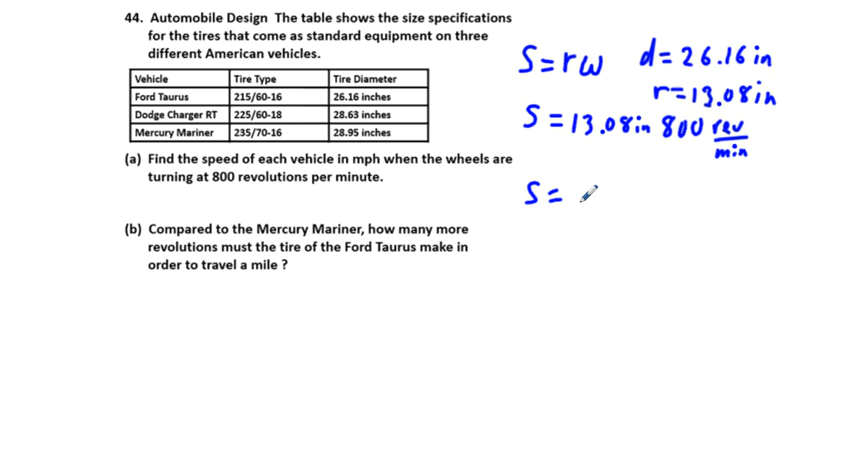 44. Automobile Design The table shows the size specifications
for the tires that come as standard equipment on three
different American vehicles.
Vehicle Tire Type Tire Diameter
Ford Taurus 215/60-16 26.16 inches
Dodge Charger RT 225/60-18 28.63 inches
Mercury Mariner 235/70-16 28.95 inches
(a) Find the speed of each vehicle in mph when the wheels are
turning at 800 revolutions per minute.
(b) Compared to the Mercury Mariner, how many more
revolutions must the tire of the Ford Taurus make in
order to travel a mile ?
S = rω d = 26.16 in
r = 13.08 in
S = 13.08 in 800 rev/min
S =